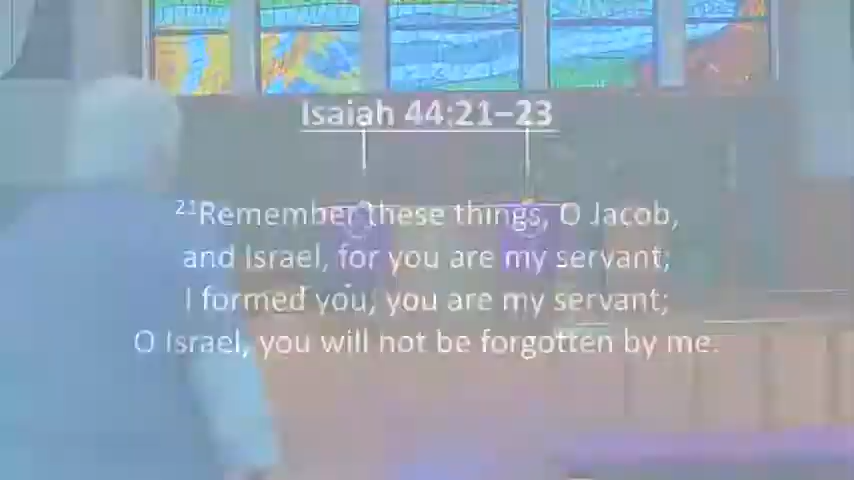 Isaiah 44:21–23
²¹Remember these things, O Jacob,
and Israel, for you are my servant;
I formed you; you are my servant;
O Israel, you will not be forgotten by me.